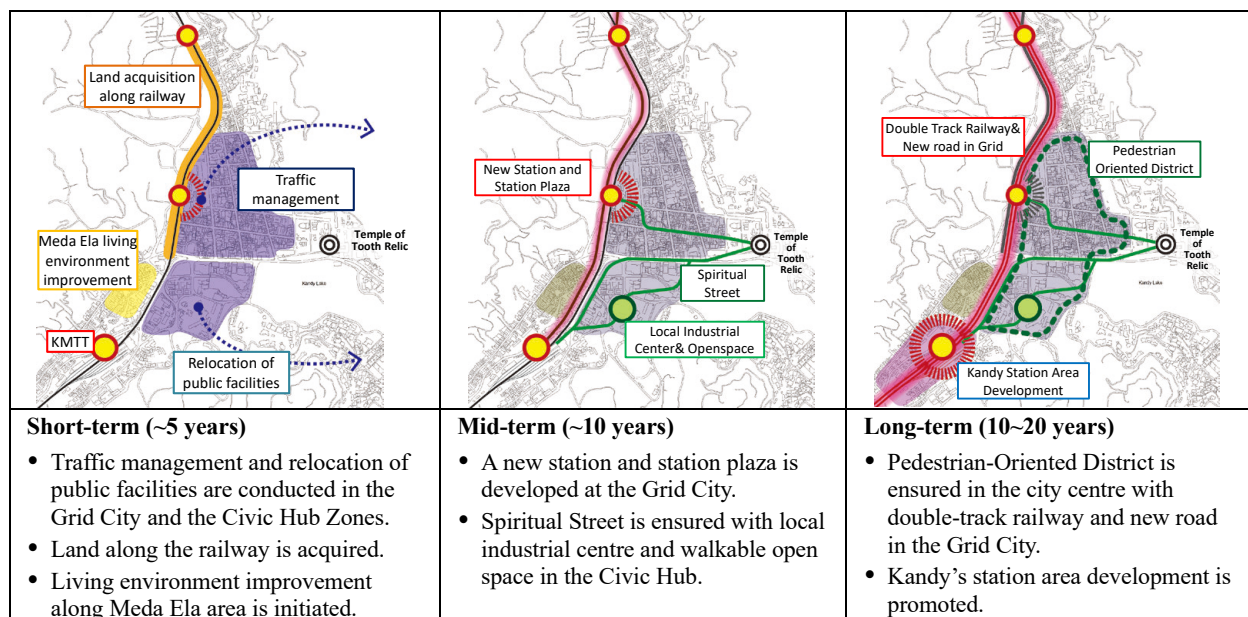 Land acquisition
along railway
Traffic
management
Temple of
Tooth Relic
Meda Ela living
environment
improvement
Kandy Lake
KMTT
Relocation of
public facilities
New Station and
Station Plaza
Temple
of
Tooth
Relic
Spiritual
Street
Local Industrial
Center& Openspace
Double Track Railway&
New road in Grid
Pedestrian
Oriented District
Temple
of
Tooth
Relic
Kandy Lake
Kandy Station Area
Development
Short-term (~5 years)
• Traffic management and relocation of
public facilities are conducted in the
Grid City and the Civic Hub Zones.
• Land along the railway is acquired.
• Living environment improvement
along Meda Ela area is initiated.
Mid-term (~10 years)
• A new station and station plaza is
developed at the Grid City.
• Spiritual Street is ensured with local
industrial centre and walkable open
space in the Civic Hub.
Long-term (10~20 years)
• Pedestrian-Oriented District is
ensured in the city centre with
double-track railway and new road
in the Grid City.
• Kandy’s station area development is
promoted.